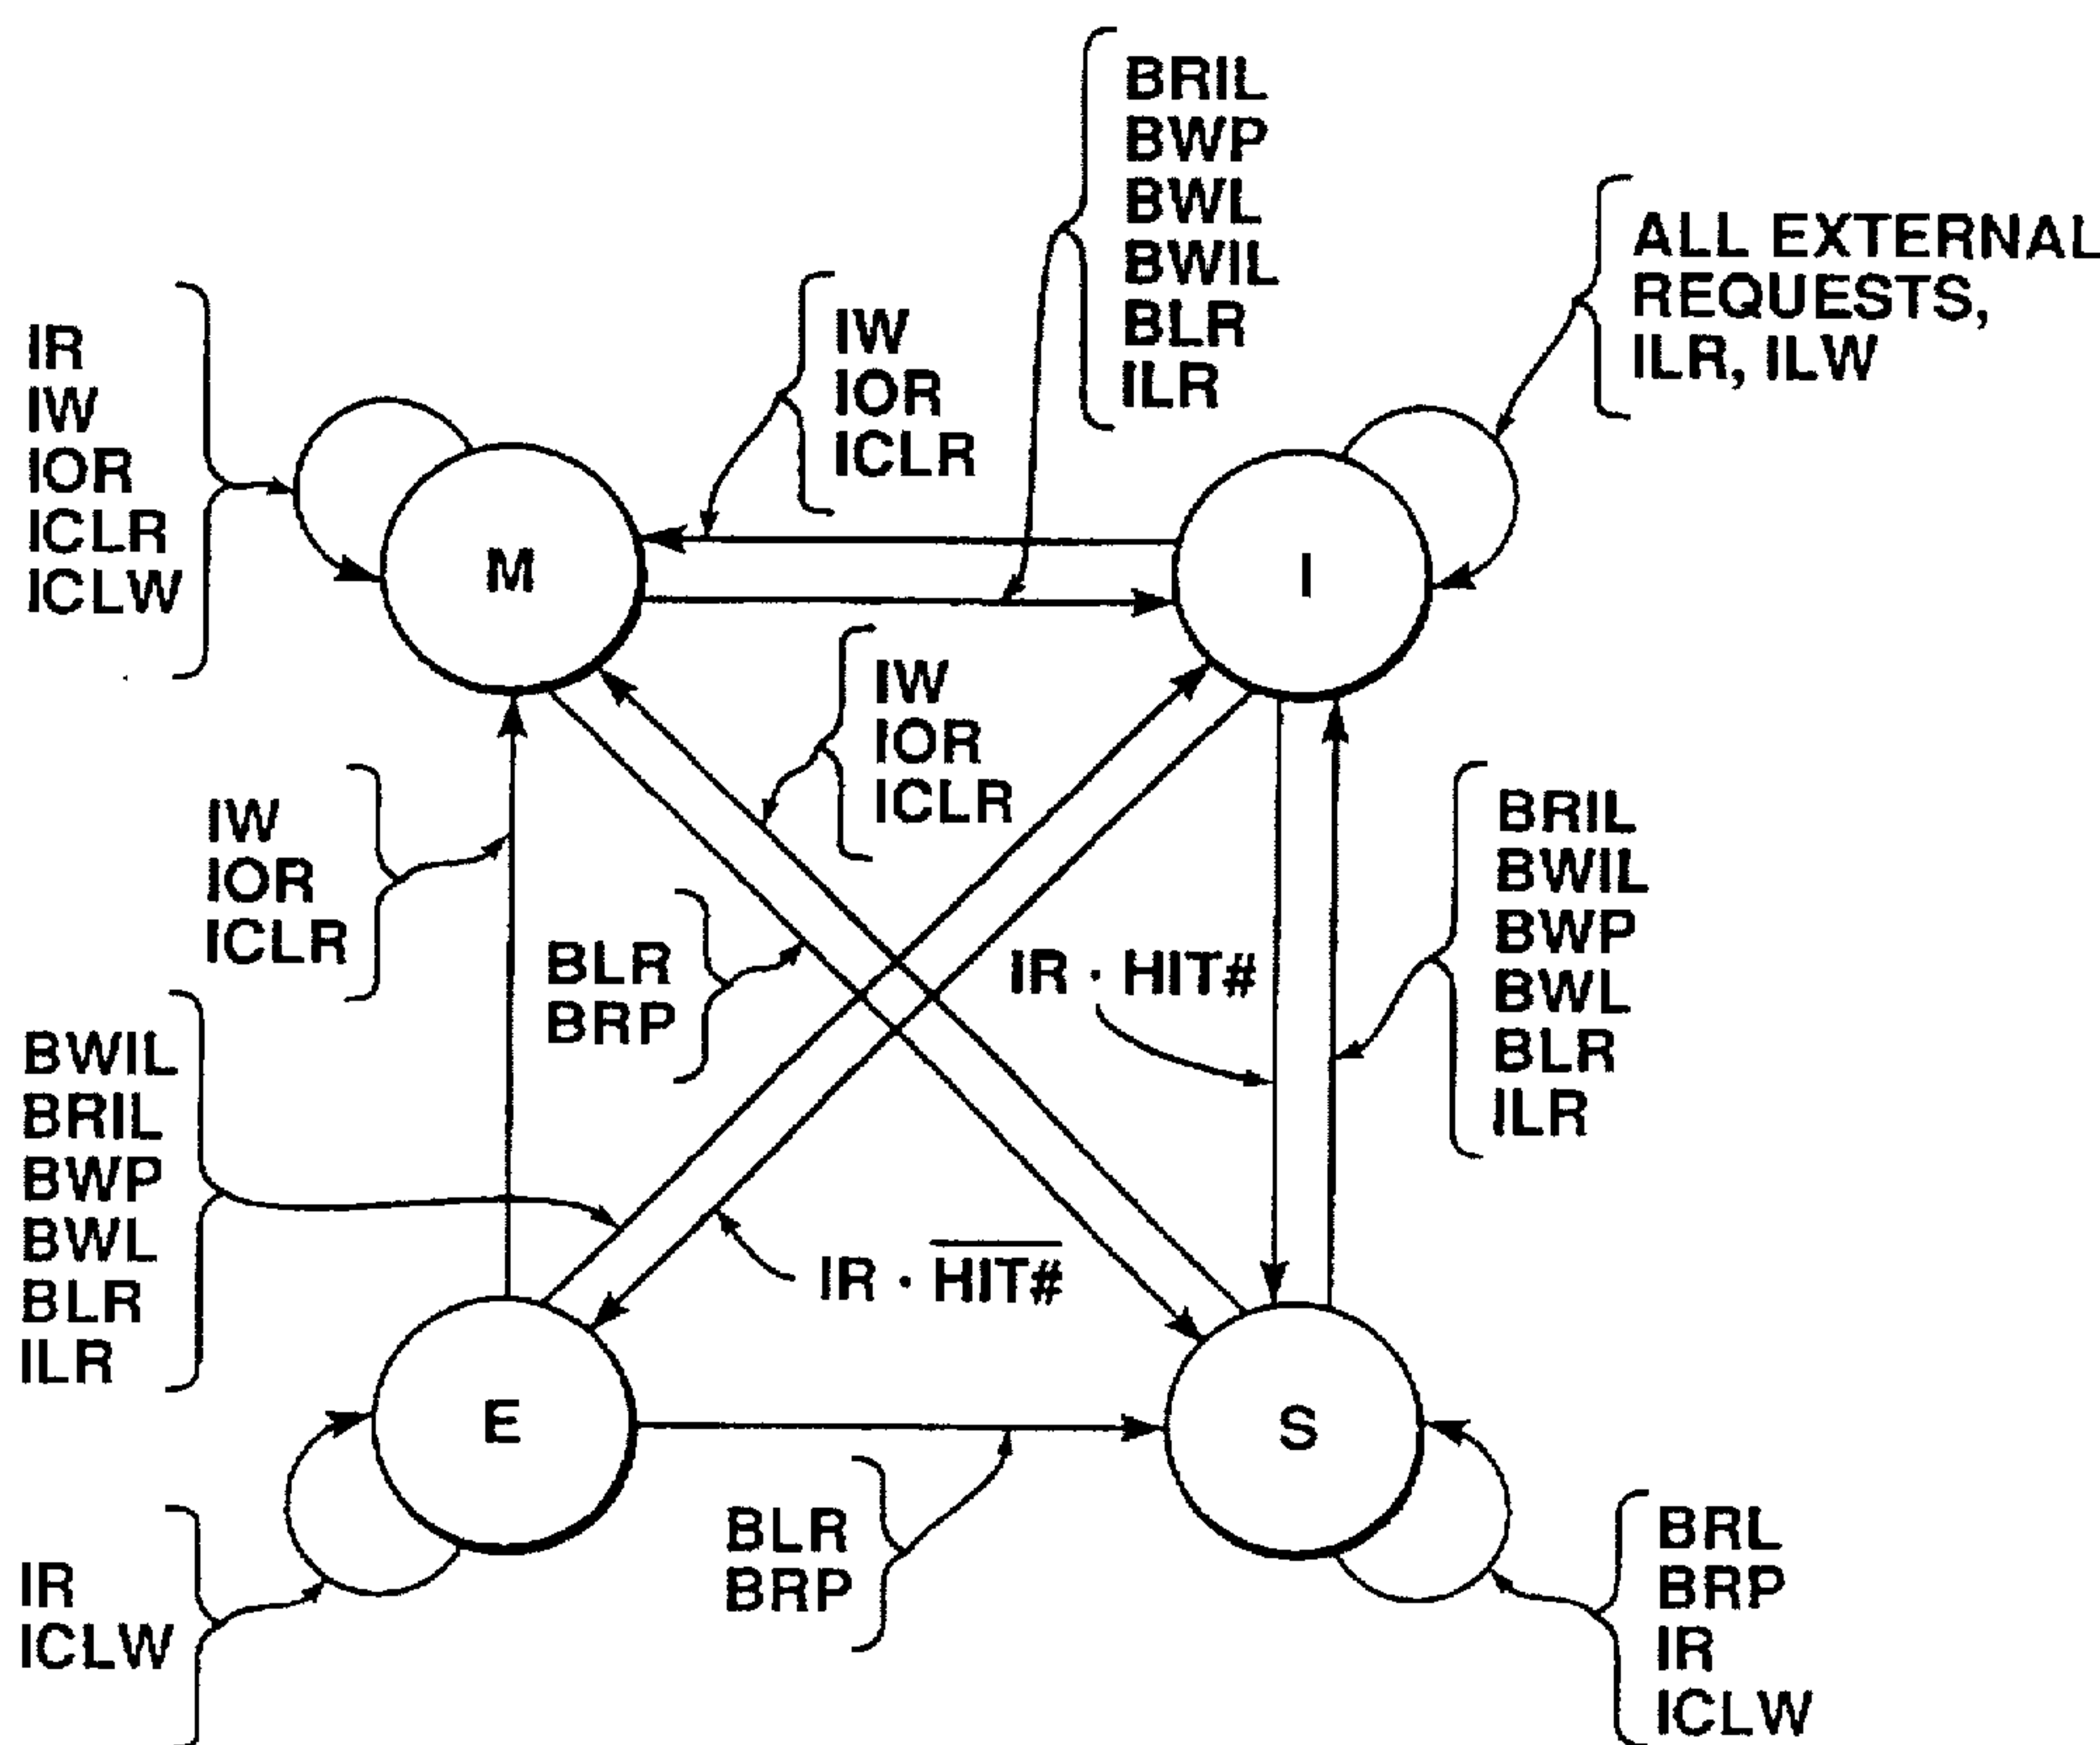 BRIL
BWP
BWL
BWIL
BLR
ILR
ALL EXTERNAL
REQUESTS,
ILR, ILW
IW
IOR
ICLR
IR
IW
IOR
ICLR
ICLW
M
I
IW
IOR
ICLR
IW
IOR
ICLR
BRIL
BWIL
BWP
BWL
BLR
ILR
BLR
BRP
IR · HIT#
BWIL
BRIL
BWP
BWL
BLR
ILR
IR · HIT#
E
S
BLR
BRP
IR
ICLW
BRL
BRP
IR
ICLW